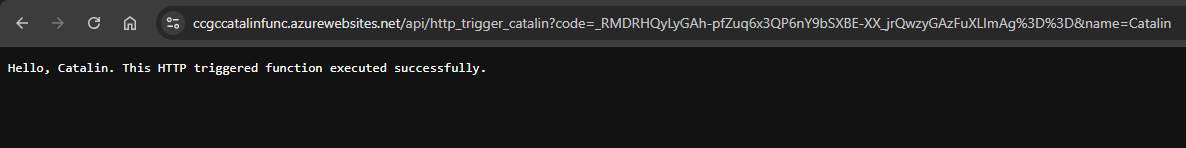 ccgccatalinfunc.azurewebsites.net/api/http_trigger_catalin?code=_RMDRHQyLyGAh-pfZuq6x3QP6nY9bSXBE-XX_jrQwzyGAzFuXLImAg%3D%3D&name=Catalin
Hello, Catalin. This HTTP triggered function executed successfully.